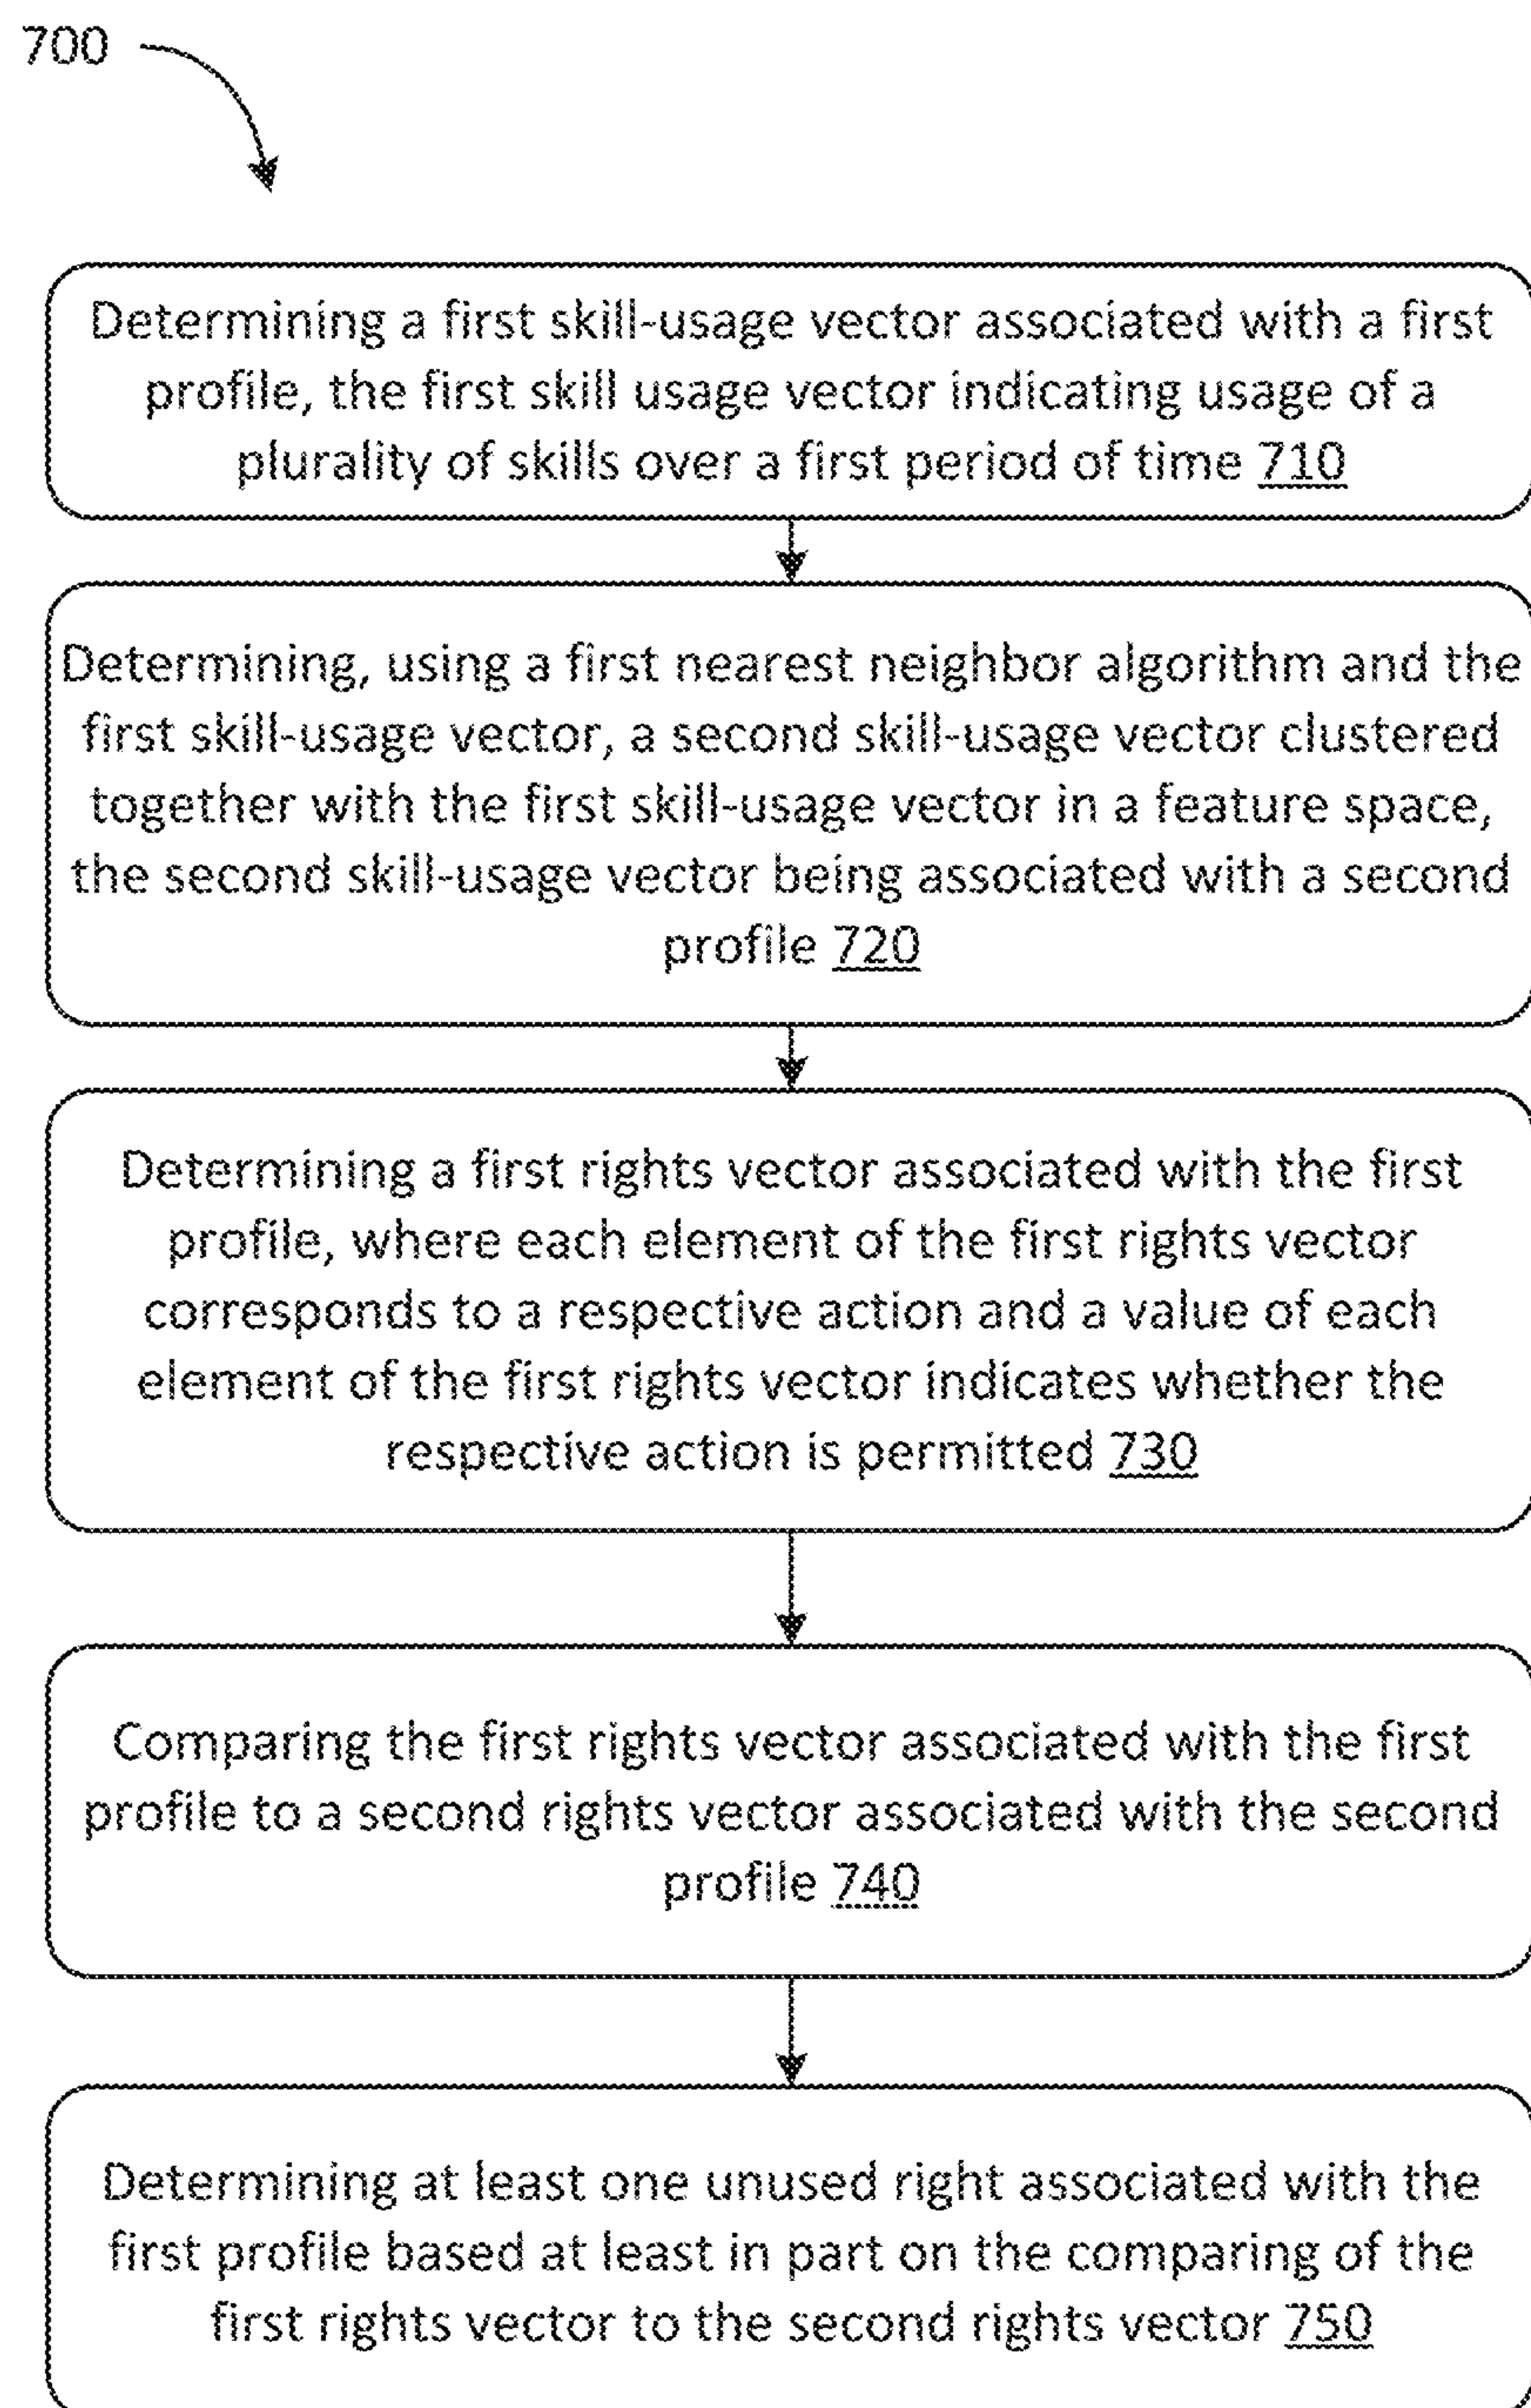 700
Determining a first skill-usage vector associated with a first
profile, the first skill usage vector indicating usage of a
plurality of skills over a first period of time 710
Determining, using a first nearest neighbor algorithm and the
first skill-usage vector, a second skill-usage vector clustered
together with the first skill-usage vector in a feature space,
the second skill-usage vector being associated with a second
profile 720
Determining a first rights vector associated with the first
profile, where each element of the first rights vector
corresponds to a respective action and a value of each
element of the first rights vector indicates whether the
respective action is permitted 730
Comparing the first rights vector associated with the first
profile to a second rights vector associated with the second
profile 740
Determining at least one unused right associated with the
first profile based at least in part on the comparing of the
first rights vector to the second rights vector 750